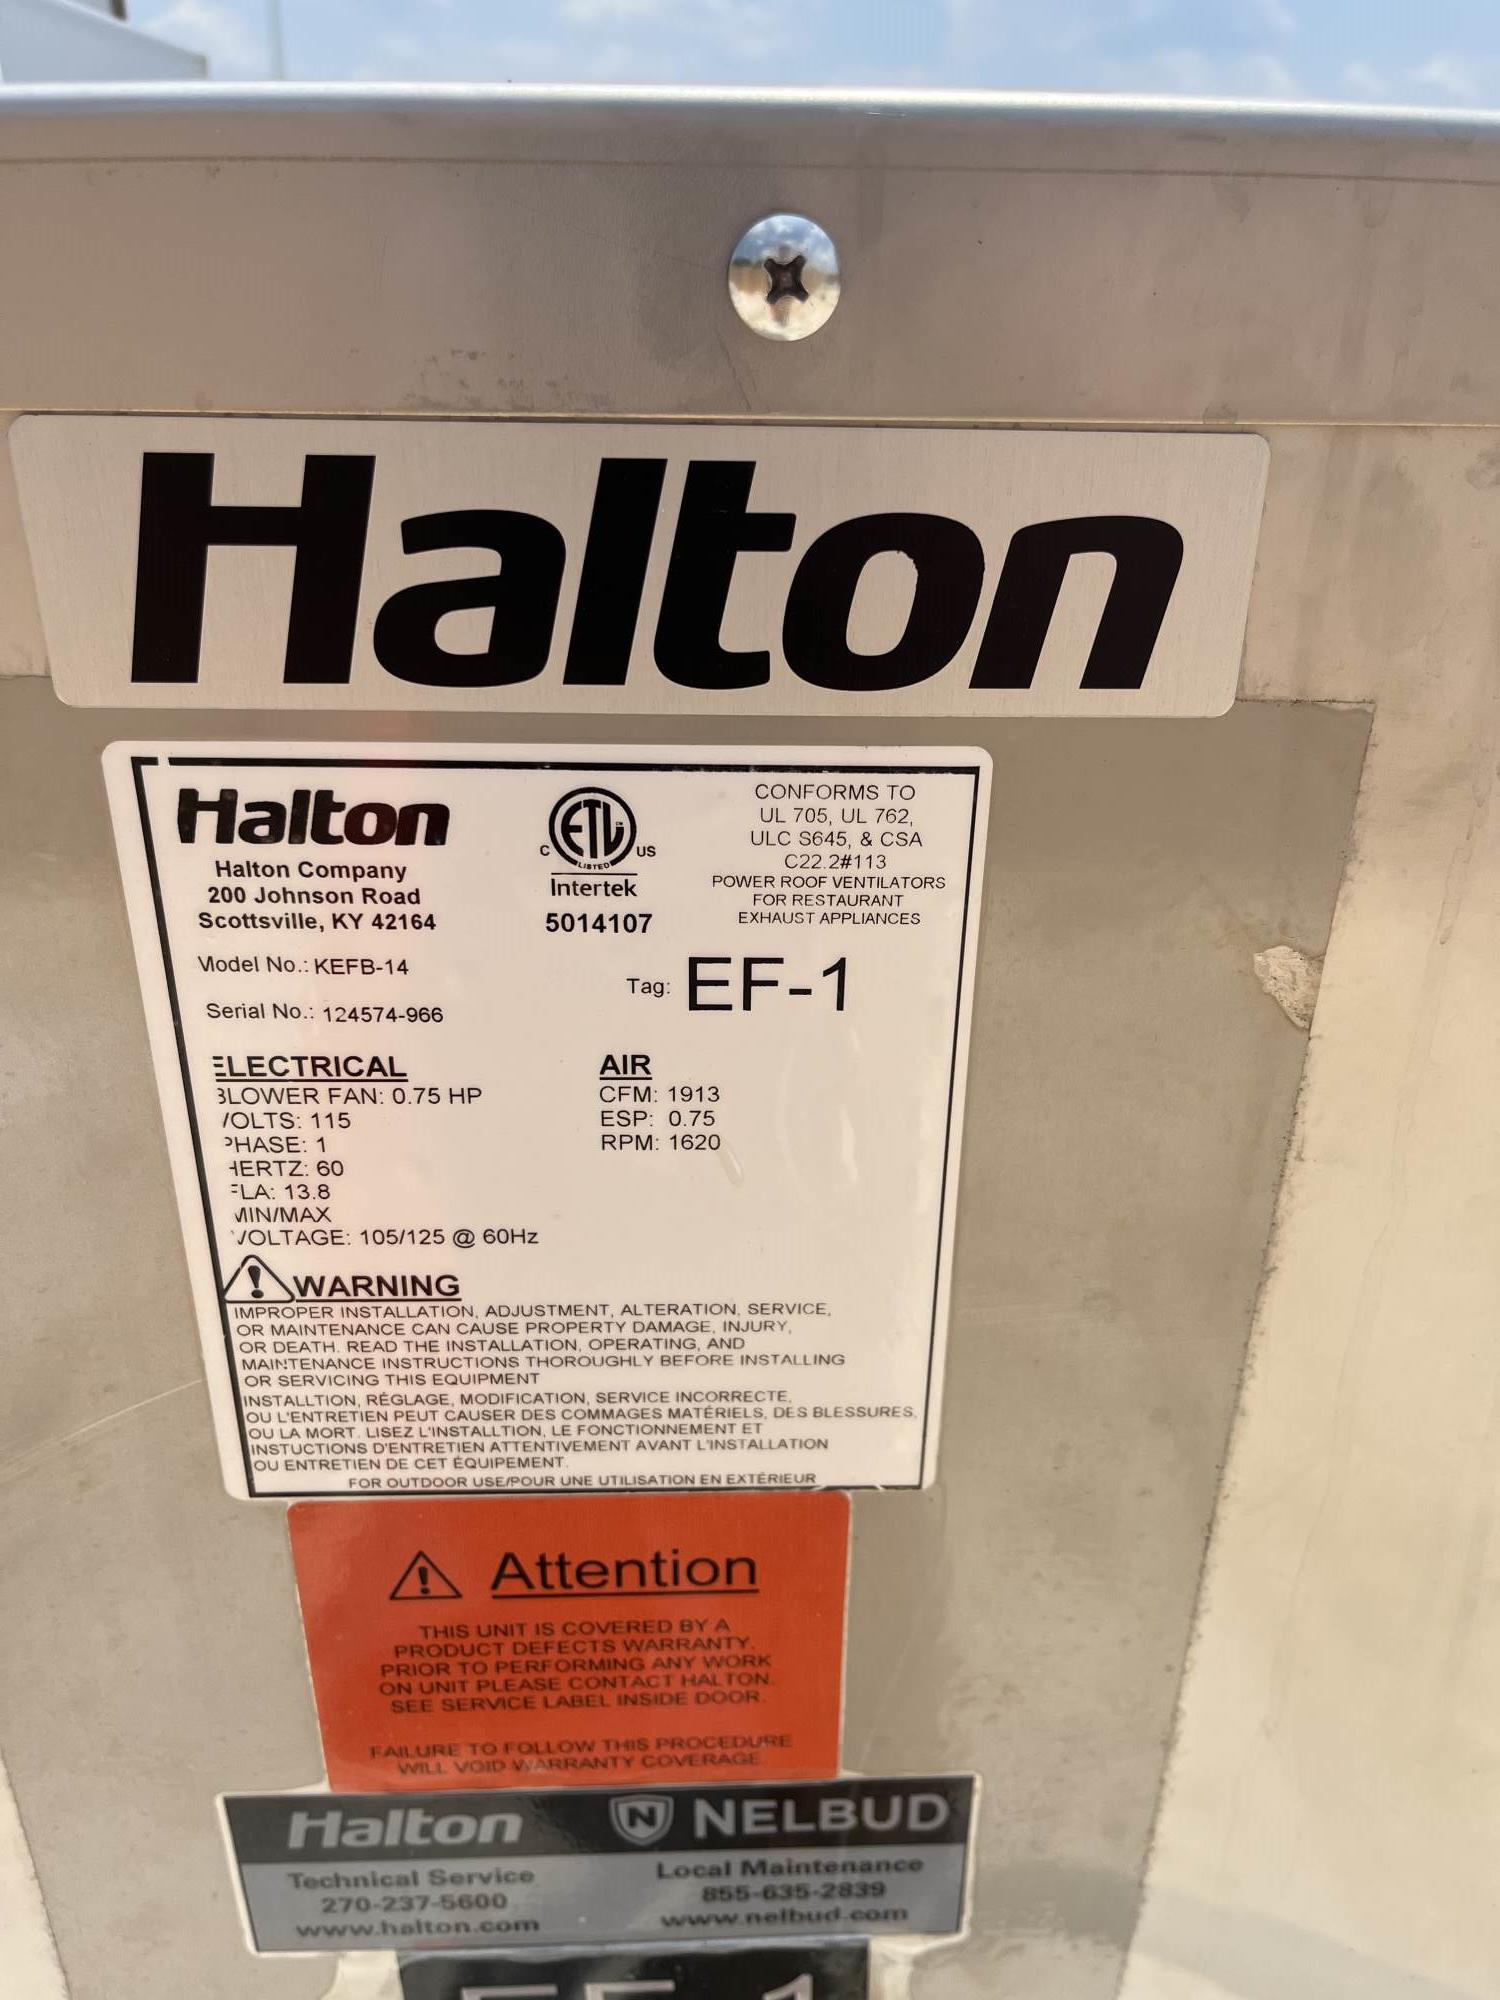 Halton
Halton
Halton Company
200 Johnson Road
Scottsville, KY 42164
C ETL US
LISTED
Intertek
5014107
CONFORMS TO
UL 705, UL 762,
ULC S645, & CSA
C22.2#113
POWER ROOF VENTILATORS
FOR RESTAURANT
EXHAUST APPLIANCES
Model No.: KEFB-14
Tag: EF-1
Serial No.: 124574-966
ELECTRICAL
BLOWER FAN: 0.75 HP
VOLTS: 115
PHASE: 1
HERTZ: 60
FLA: 13.8
MIN/MAX
VOLTAGE: 105/125 @ 60Hz
AIR
CFM: 1913
ESP: 0.75
RPM: 1620
WARNING
IMPROPER INSTALLATION, ADJUSTMENT, ALTERATION, SERVICE,
OR MAINTENANCE CAN CAUSE PROPERTY DAMAGE, INJURY,
OR DEATH. READ THE INSTALLATION, OPERATING, AND
MAINTENANCE INSTRUCTIONS THOROUGHLY BEFORE INSTALLING
OR SERVICING THIS EQUIPMENT
INSTALLTION, RÉGLAGE, MODIFICATION, SERVICE INCORRECTE,
OU L'ENTRETIEN PEUT CAUSER DES COMMAGES MATÉRIELS, DES BLESSURES,
OU LA MORT. LISEZ L'INSTALLTION, LE FONCTIONNEMENT ET
INSTUCTIONS D'ENTRETIEN ATTENTIVEMENT AVANT L'INSTALLATION
OU ENTRETIEN DE CET ÉQUIPEMENT.
FOR OUTDOOR USE/POUR UNE UTILISATION EN EXTÉRIEUR
Attention
THIS UNIT IS COVERED BY A
PRODUCT DEFECTS WARRANTY.
PRIOR TO PERFORMING ANY WORK
ON UNIT PLEASE CONTACT HALTON.
SEE SERVICE LABEL INSIDE DOOR.
FAILURE TO FOLLOW THIS PROCEDURE
WILL VOID WARRANTY COVERAGE
Halton
Technical Service
270-237-5600
www.halton.com
N NELBUD
Local Maintenance
855-635-2839
www.nelbud.com
EF-1